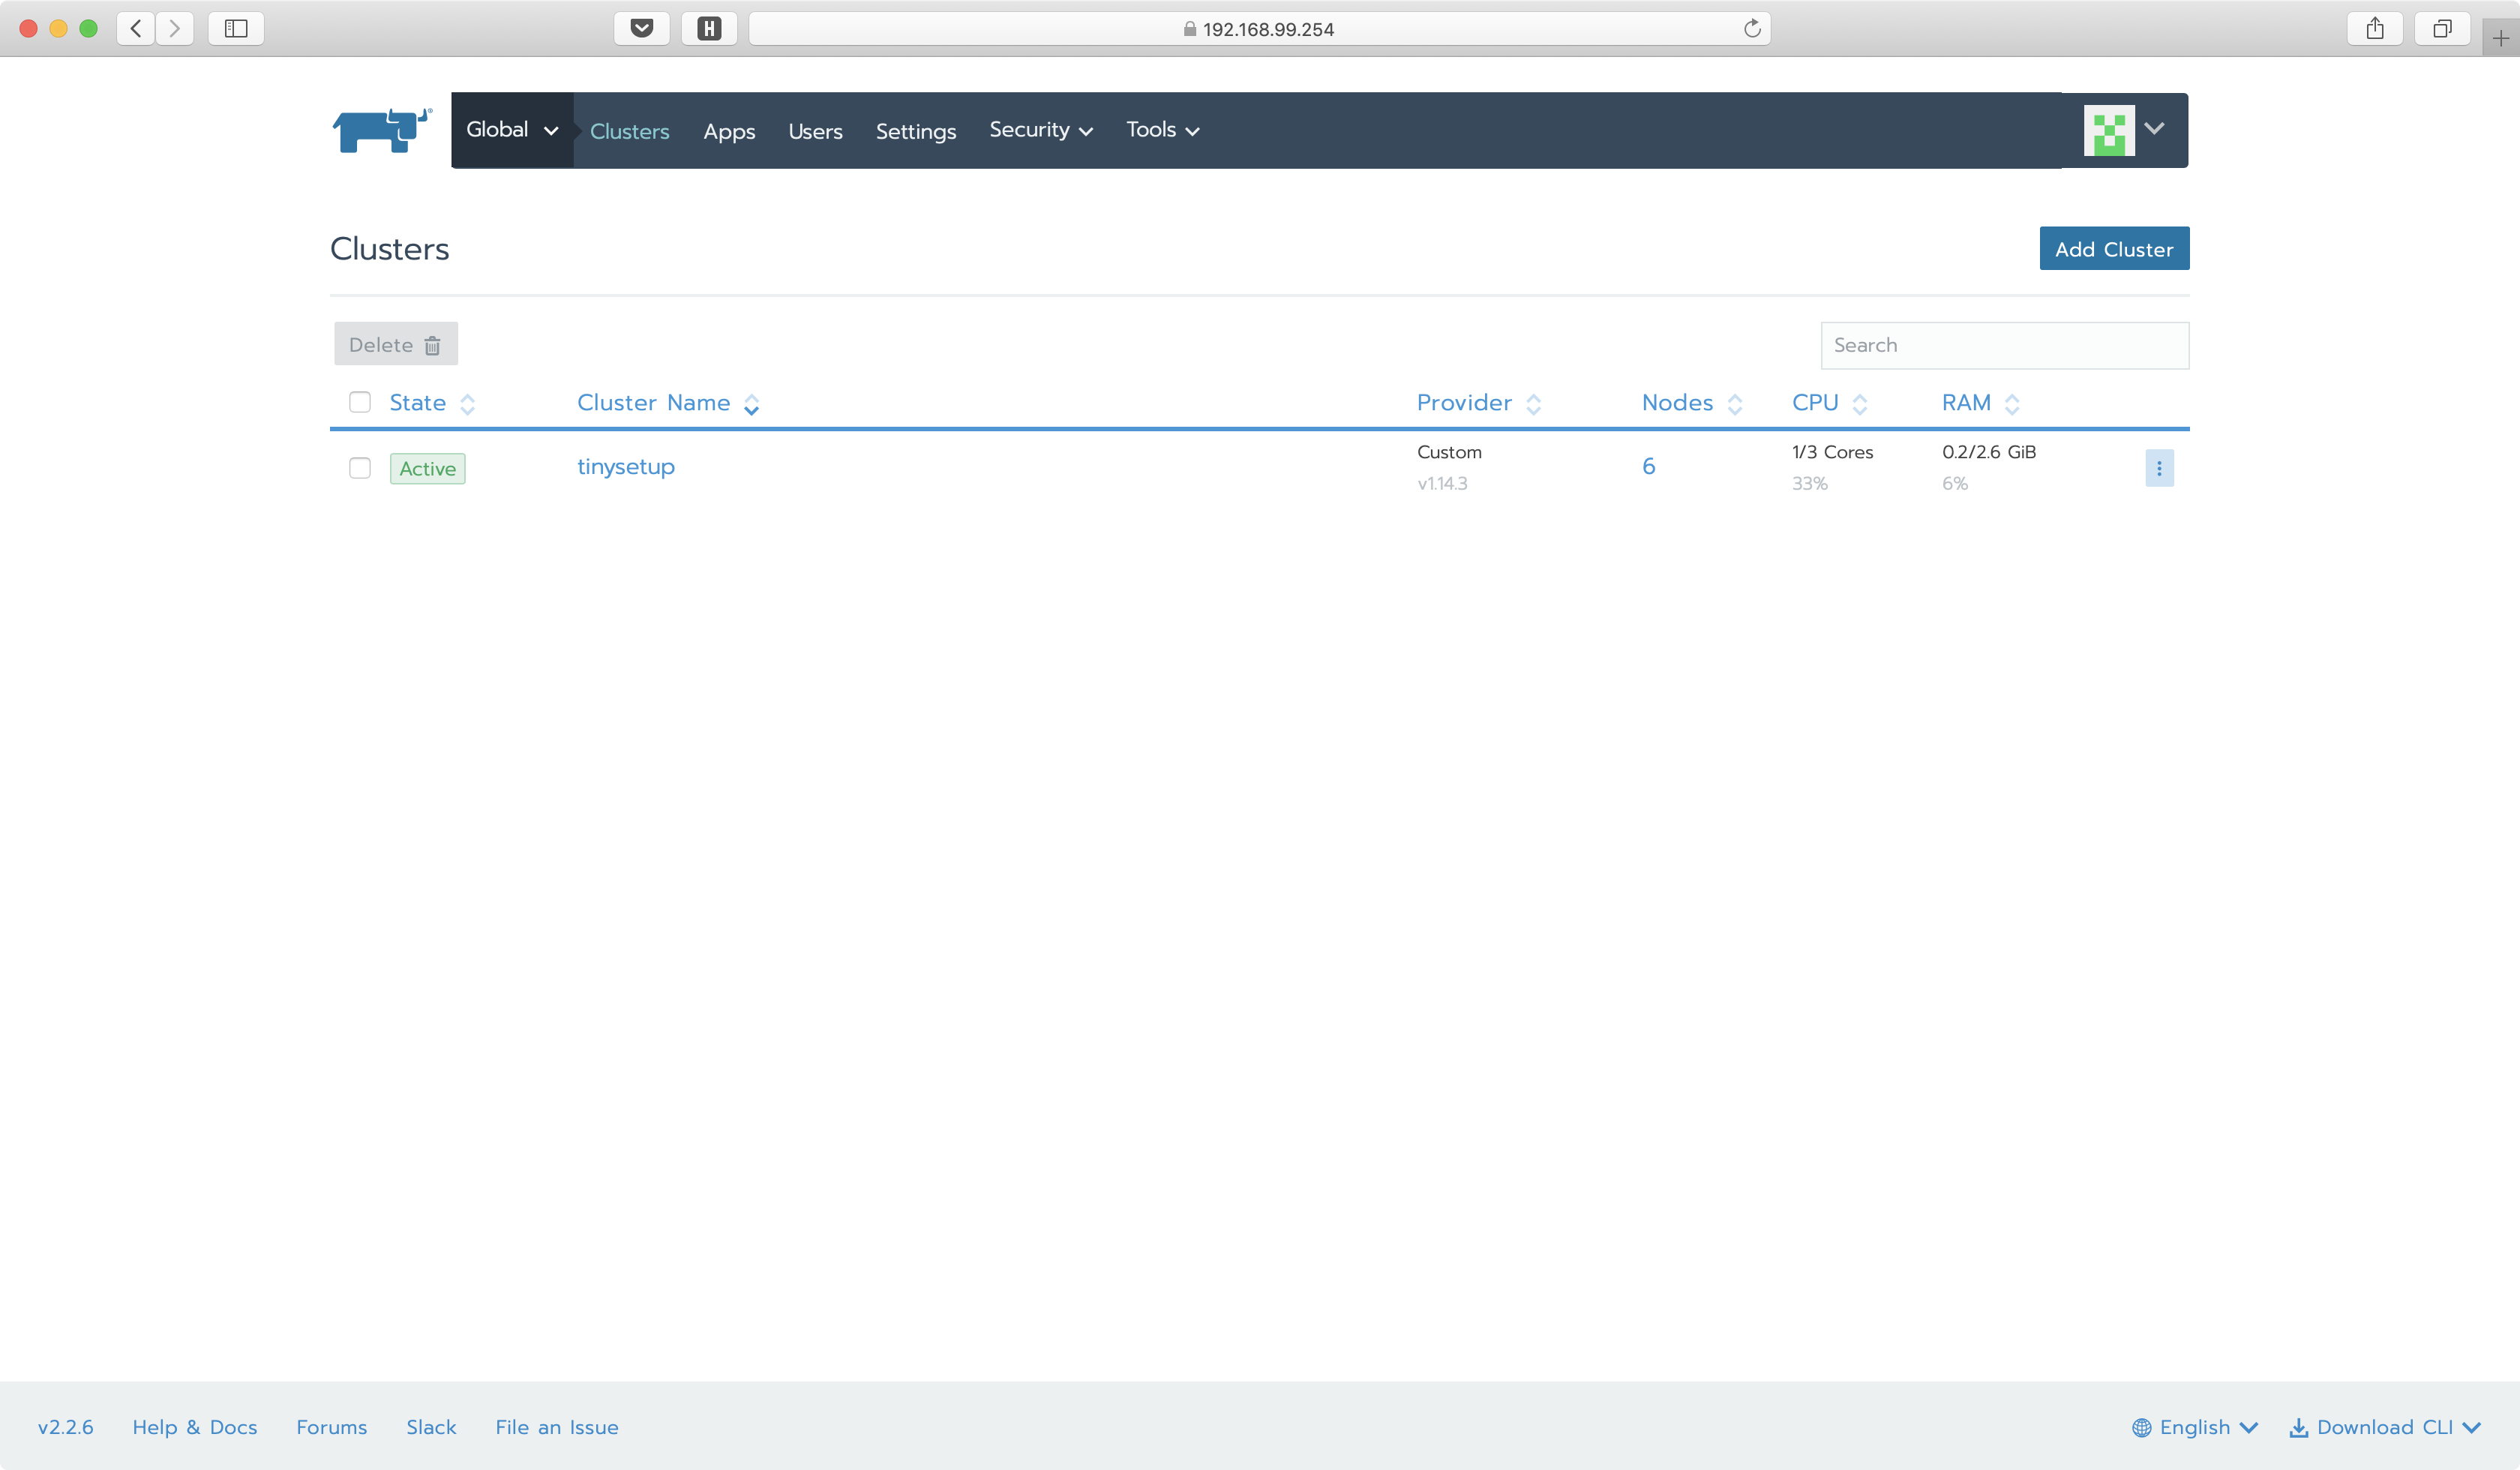 H
192.168.99.254
Global Clusters Apps Users Settings Security Tools
Clusters
Add Cluster
Delete
Search
State Cluster Name Provider Nodes CPU RAM
Active tinysetup Custom 6 1/3 Cores 0.2/2.6 GiB
v1.14.3 33% 6%
v2.2.6 Help & Docs Forums Slack File an Issue English Download CLI